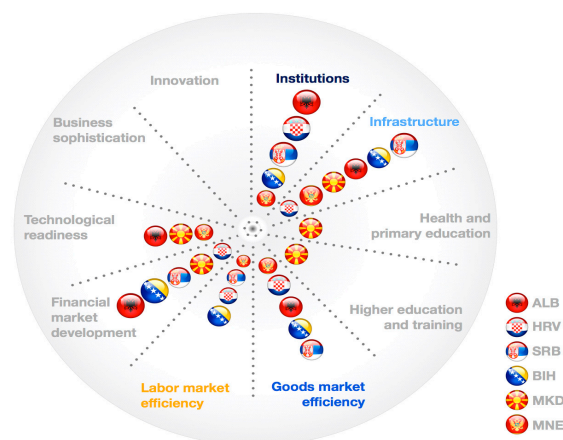 Innovation
Institutions
Infrastructure
Business
sophistication
Technological
readiness
Health and
primary education
Financial
market
development
Higher education
and training
Labor market
efficiency
Goods market
efficiency
ALB
HRV
SRB
BIH
MKD
MNE